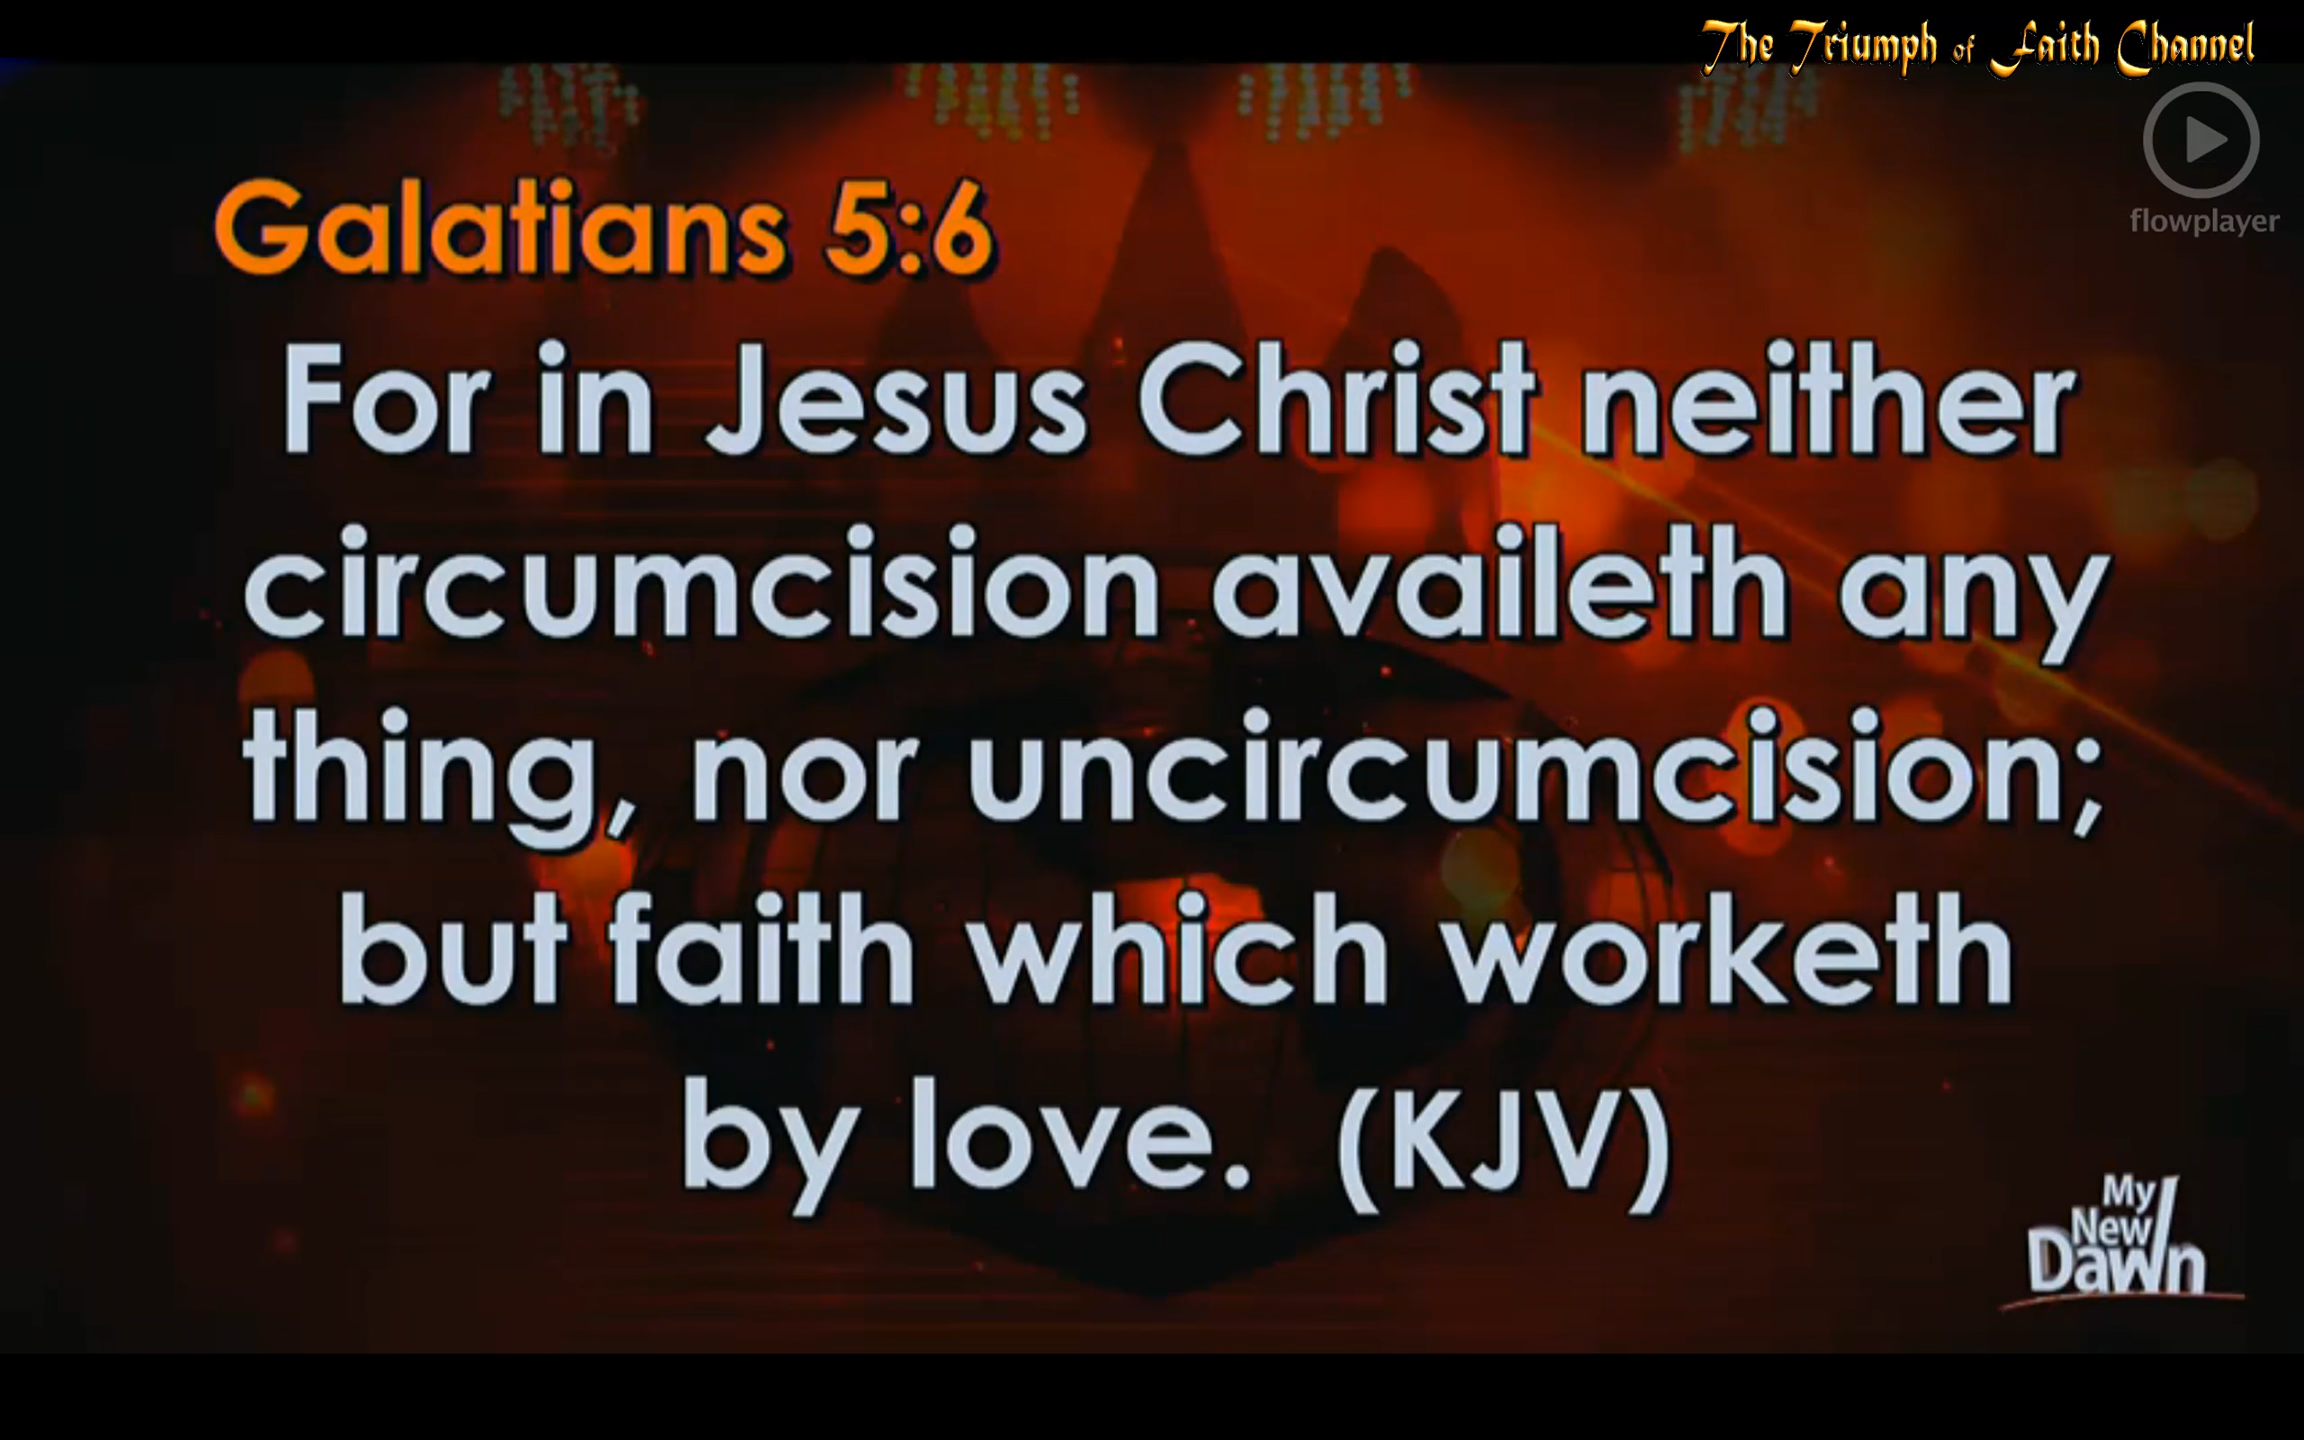 The Triumph of Faith Channel
flowplayer
Galatians 5:6
For in Jesus Christ neither
circumcision availeth any
thing, nor uncircumcision;
but faith which worketh
by love. (KJV)
My
New
Dawn